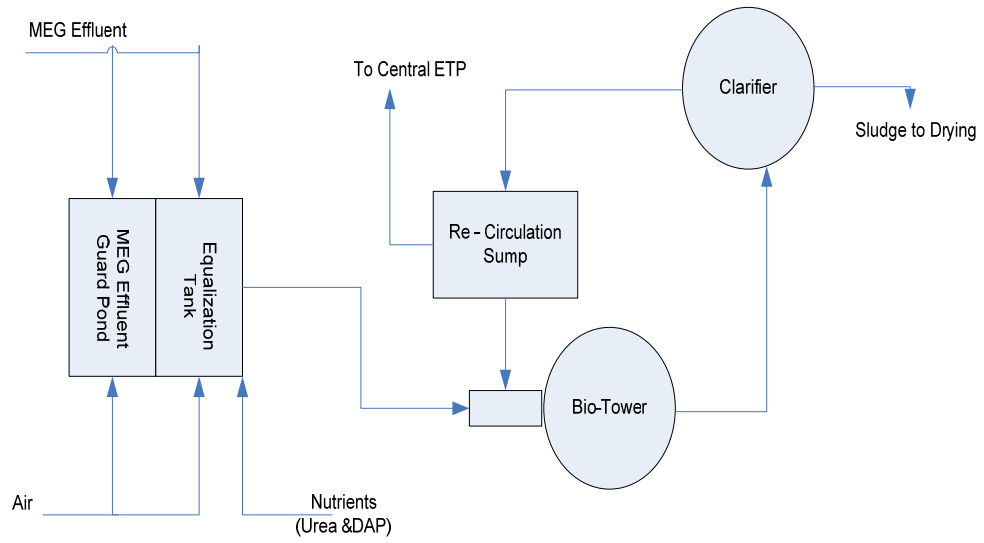 MEG Effluent
To Central ETP
Clarifier
Sludge to Drying
Re – Circulation
Sump
MEG Effluent
Guard Pond
Equalization
Tank
Bio-Tower
Air
Nutrients
(Urea &DAP)